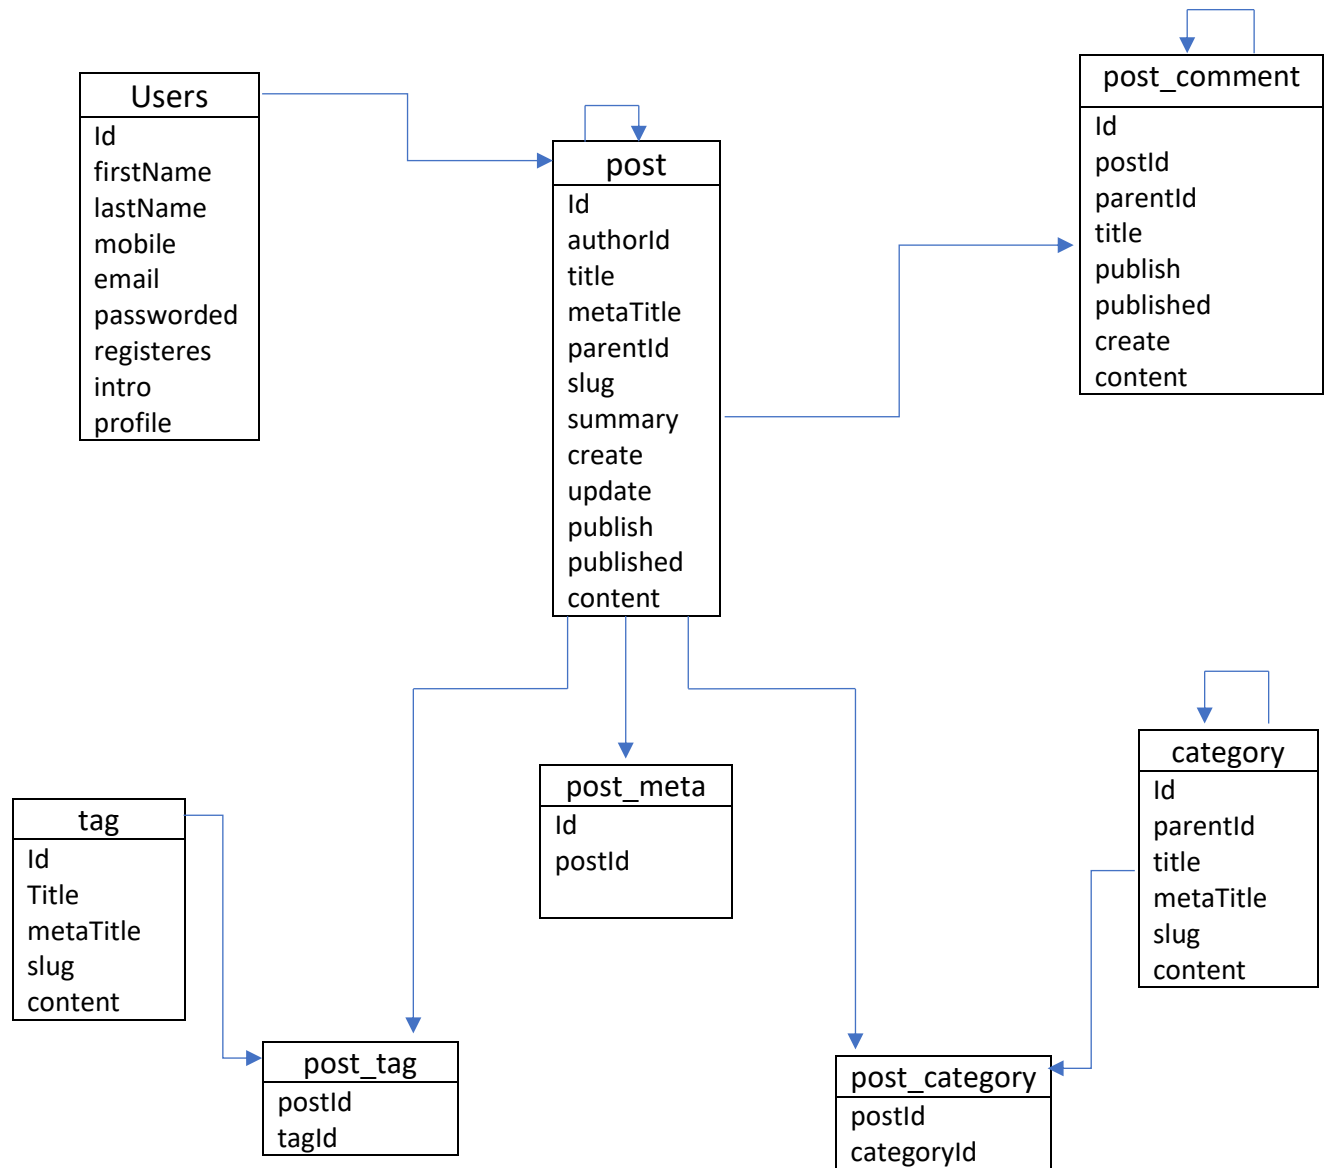 Users
Id
firstName
lastName
mobile
email
passworded
registeres
intro
profile
post
Id
authorId
title
metaTitle
parentId
slug
summary
create
update
publish
published
content
post_comment
Id
postId
parentId
title
publish
published
create
content
tag
Id
Title
metaTitle
slug
content
post_meta
Id
postId
category
Id
parentId
title
metaTitle
slug
content
post_tag
postId
tagId
post_category
postId
categoryId